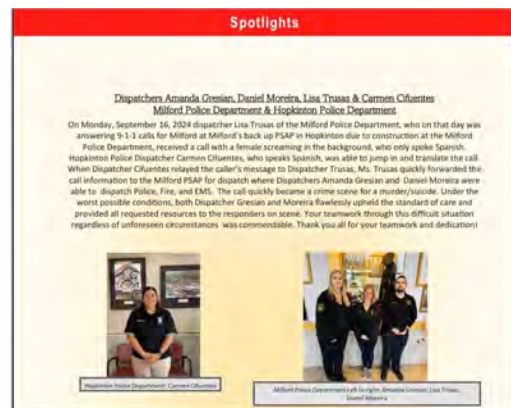 Spotlights
Dispatchers Amanda Gresian, Daniel Moreira, Lisa Trusas & Carmen Cifuentes
Milford Police Department & Hopkinton Police Department
On Monday, September 16, 2024 dispatcher Lisa Trusas of the Milford Police Department, who on that day was
answering 9-1-1 calls for Milford at Milford's back up PSAP in Hopkinton due to construction at the Milford
Police Department, received a call with a female screaming in the background, who only spoke Spanish.
Hopkinton Police Dispatcher Carmen Cifuentes, who speaks Spanish, was able to jump in and translate the call.
When Dispatcher Cifuentes relayed the caller's message to Dispatcher Trusas, Ms. Trusas quickly forwarded the
call information to the Milford PSAP for dispatch where Dispatchers Amanda Gresian and Daniel Moreira were
able to dispatch Police, Fire, and EMS. The call quickly became a crime scene for a murder/suicide. Under the
worst possible conditions, both Dispatcher Gresian and Moreira flawlessly upheld the standard of care and
provided all requested resources to the responders on scene. Your teamwork through this difficult situation
regardless of unforeseen circumstances was commendable. Thank you all for your teamwork and dedication!
Hopkinton Police Department: Carmen Cifuentes
Milford Police Department Left to right: Amanda Gresian, Lisa Trusas,
Daniel Moreira